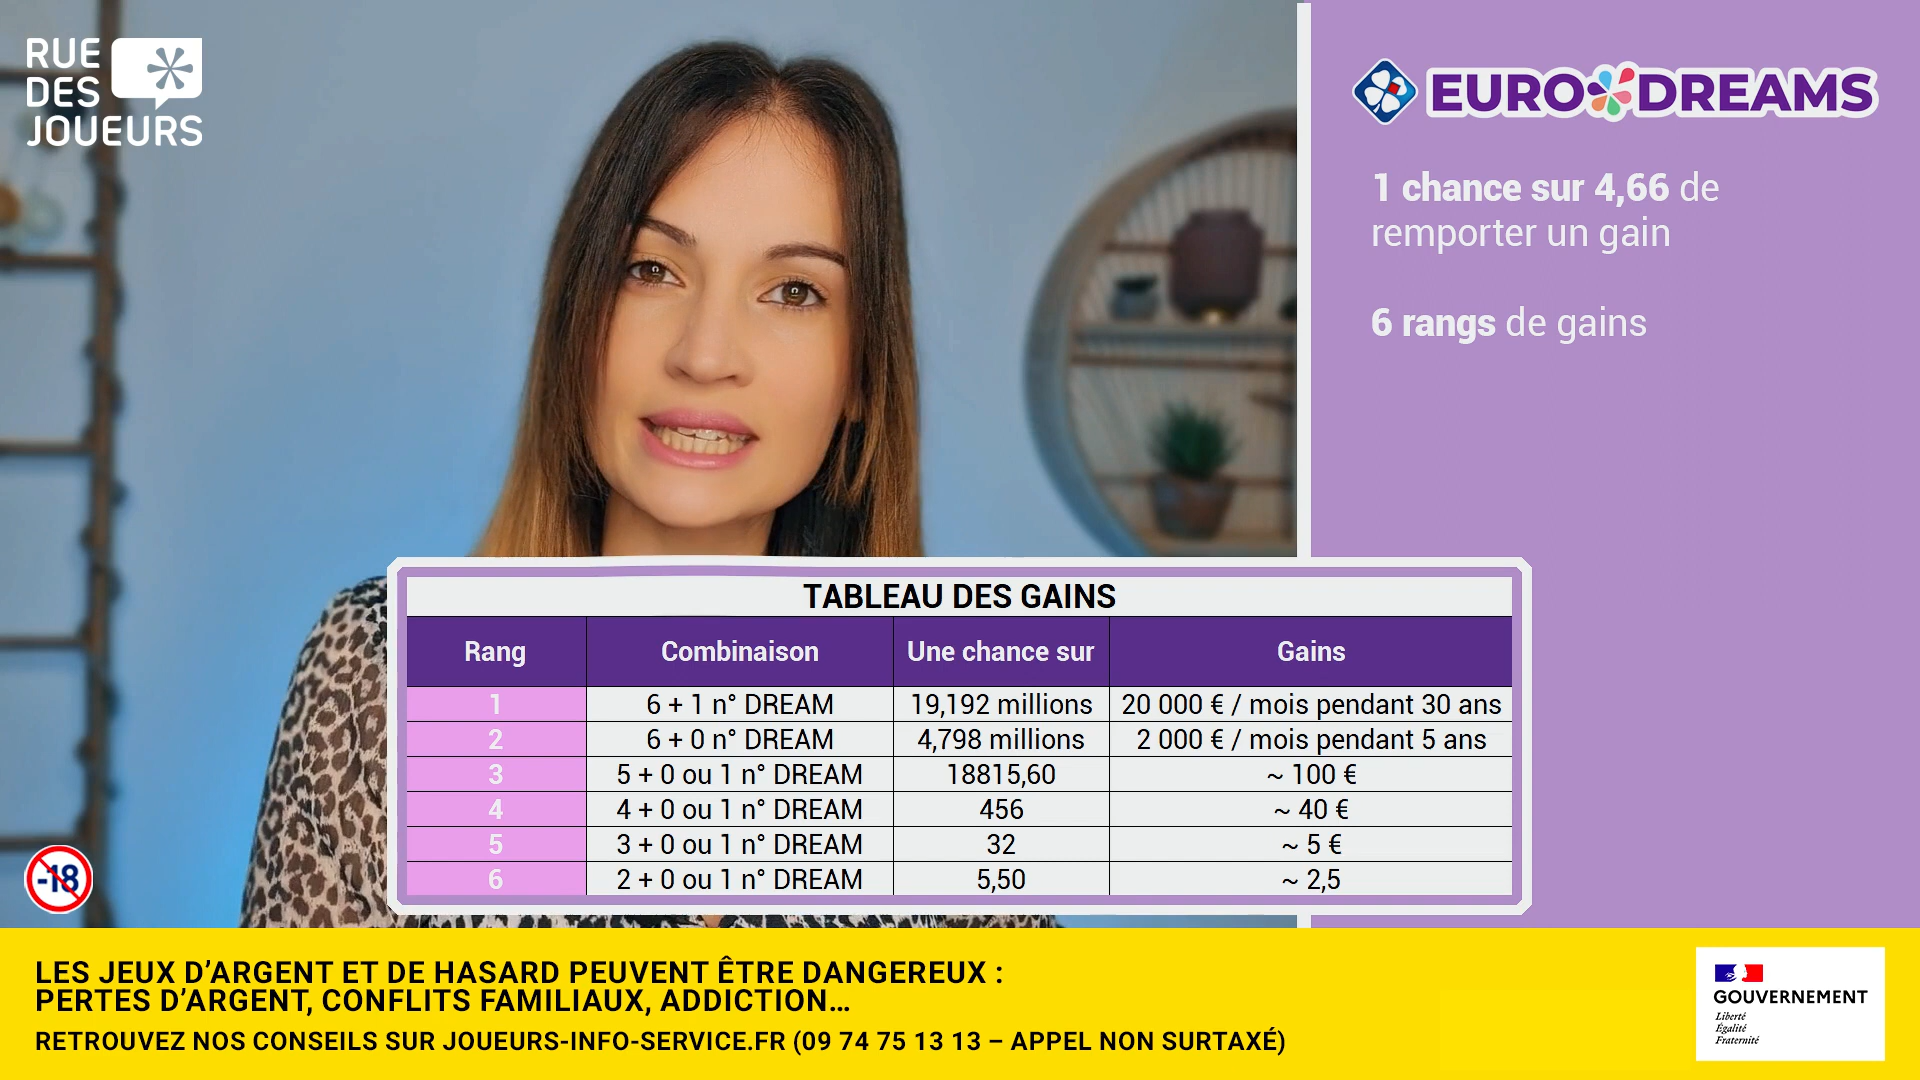 RUE
DES
JOUEURS
EURO DREAMS
1 chance sur 4,66 de
remporter un gain
6 rangs de gains
TABLEAU DES GAINS
Rang Combinaison Une chance sur Gains
1 6 + 1 n° DREAM 19,192 millions 20 000 € / mois pendant 30 ans
2 6 + 0 n° DREAM 4,798 millions 2 000 € / mois pendant 5 ans
3 5 + 0 ou 1 n° DREAM 18815,60 ~ 100 €
4 4 + 0 ou 1 n° DREAM 456 ~ 40 €
5 3 + 0 ou 1 n° DREAM 32 ~ 5 €
6 2 + 0 ou 1 n° DREAM 5,50 ~ 2,5
-18
LES JEUX D’ARGENT ET DE HASARD PEUVENT ÊTRE DANGEREUX :
PERTES D’ARGENT, CONFLITS FAMILIAUX, ADDICTION…
RETROUVEZ NOS CONSEILS SUR JOUEURS-INFO-SERVICE.FR (09 74 75 13 13 – APPEL NON SURTAXÉ)
GOUVERNEMENT
Liberté
Égalité
Fraternité